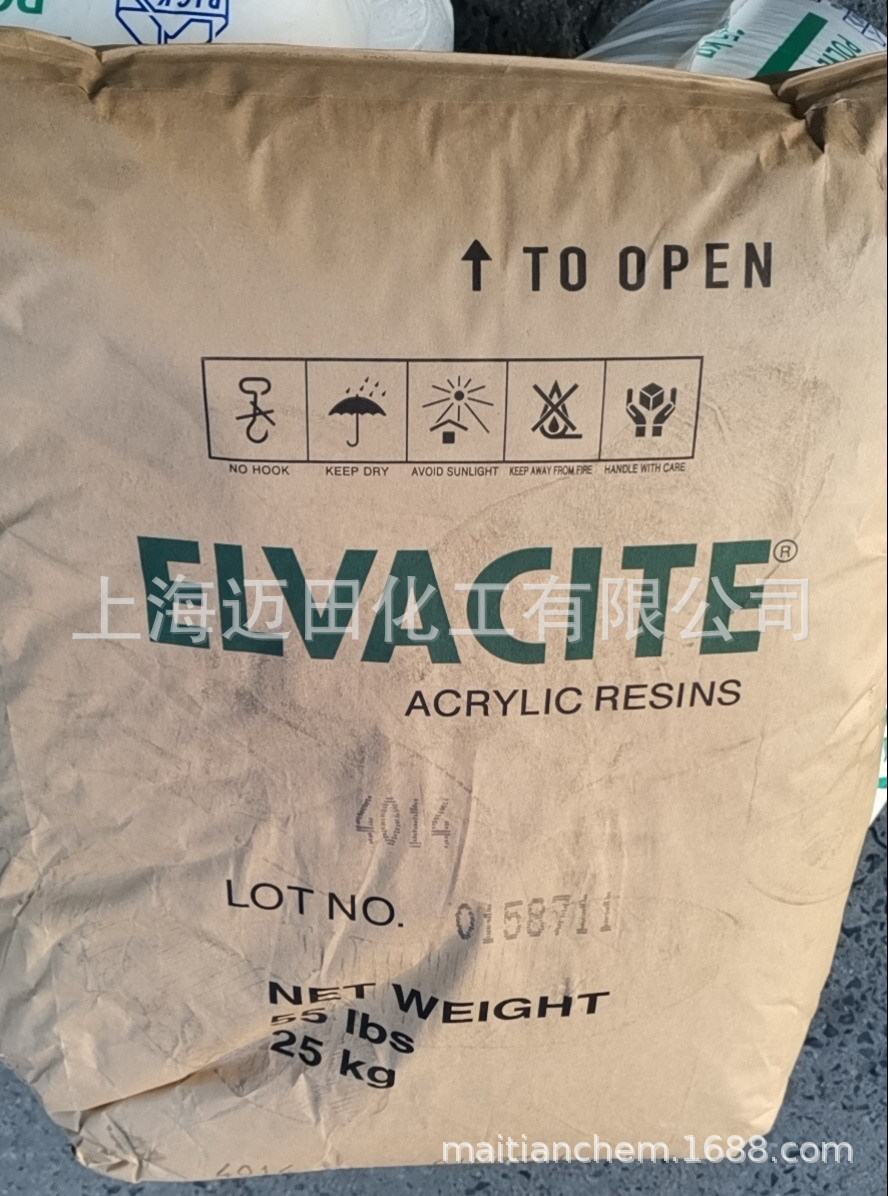 ↑ TO OPEN
NO HOOK KEEP DRY AVOID SUNLIGHT KEEP AWAY FROM FIRE HANDLE WITH CARE
ELVACITE®
上海迈田化工有限公司
ACRYLIC RESINS
4014
LOT NO. 0158711
NET WEIGHT
55 lbs
25 kg
maitianchem.1688.com